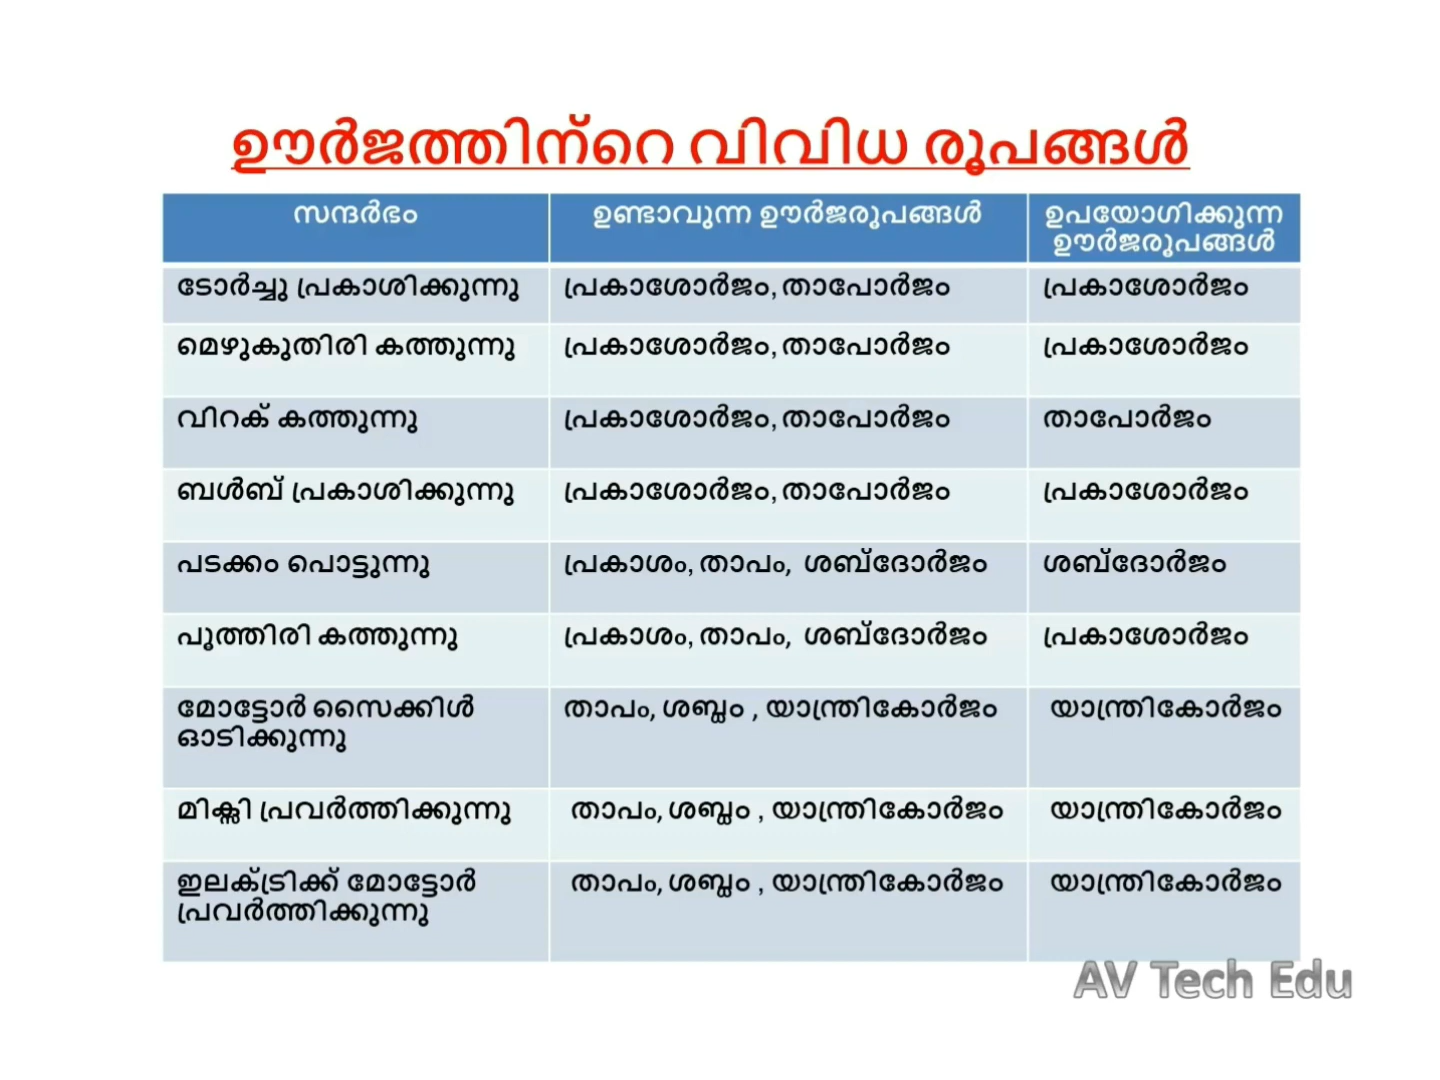 ഊർജത്തിന്റെ വിവിധ രൂപങ്ങൾ
സന്ദർഭം ഉണ്ടാവുന്ന ഊർജരൂപങ്ങൾ ഉപയോഗിക്കുന്ന
ഊർജരൂപങ്ങൾ
ടോർച്ചു പ്രകാശിക്കുന്നു പ്രകാശോർജം, താപോർജം പ്രകാശോർജം
മെഴുകുതിരി കത്തുന്നു പ്രകാശോർജം, താപോർജം പ്രകാശോർജം
വിറക് കത്തുന്നു പ്രകാശോർജം, താപോർജം താപോർജം
ബൾബ് പ്രകാശിക്കുന്നു പ്രകാശോർജം, താപോർജം പ്രകാശോർജം
പടക്കം പൊട്ടുന്നു പ്രകാശം, താപം, ശബ്ദോർജം ശബ്ദോർജം
പൂത്തിരി കത്തുന്നു പ്രകാശം, താപം, ശബ്ദോർജം പ്രകാശോർജം
മോട്ടോർ സൈക്കിൾ താപം, ശബ്ദം , യാന്ത്രികോർജം യാന്ത്രികോർജം
ഓടിക്കുന്നു
മിക്സി പ്രവർത്തിക്കുന്നു താപം, ശബ്ദം , യാന്ത്രികോർജം യാന്ത്രികോർജം
ഇലക്ട്രിക്ക് മോട്ടോർ താപം, ശബ്ദം , യാന്ത്രികോർജം യാന്ത്രികോർജം
പ്രവർത്തിക്കുന്നു
AV Tech Edu